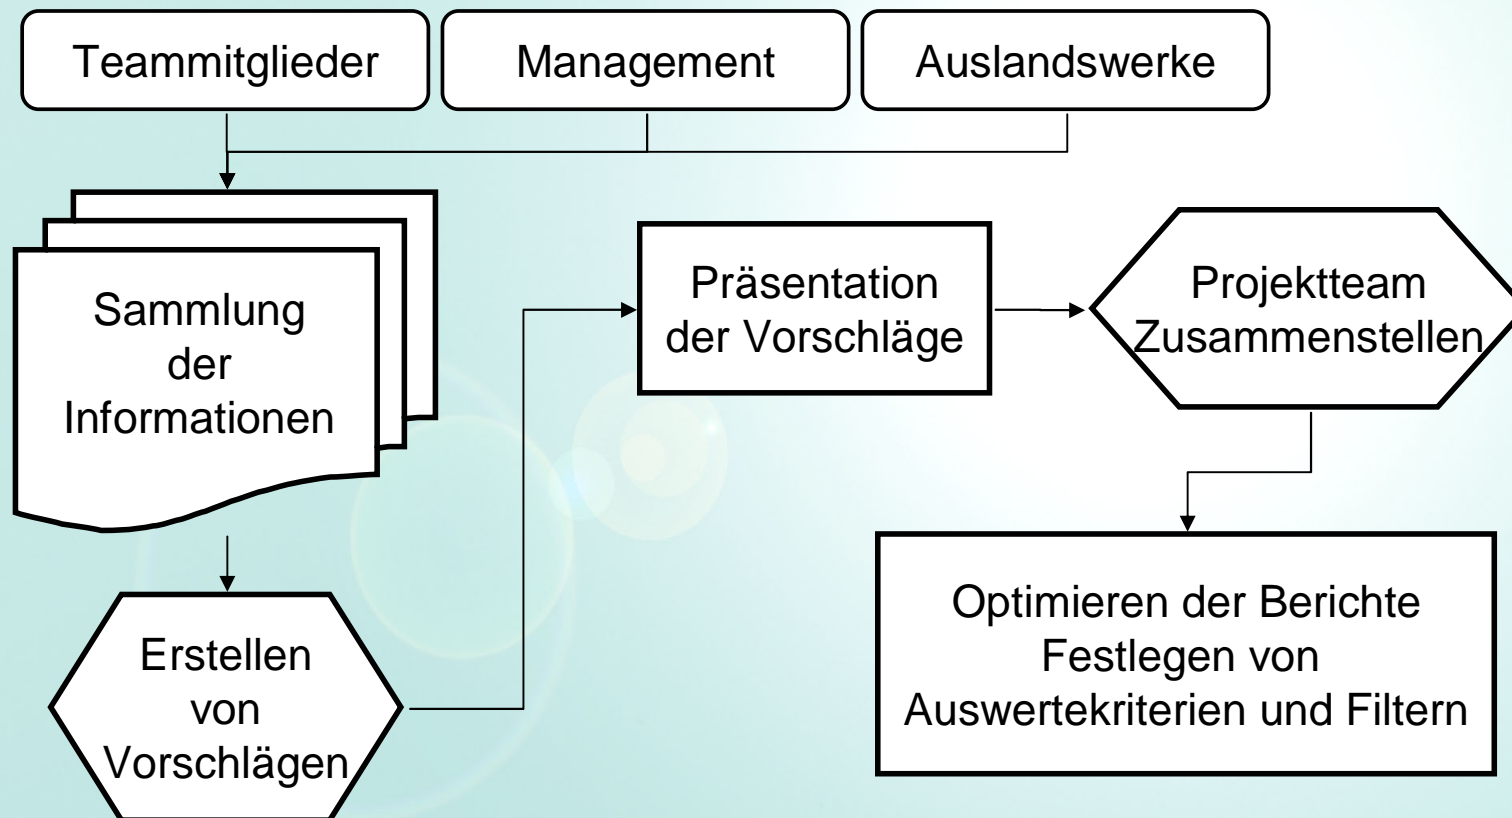 Teammitglieder
Management
Auslandswerke
Sammlung
der
Informationen
Erstellen
von
Vorschlägen
Präsentation
der Vorschläge
Projektteam
Zusammenstellen
Optimieren der Berichte
Festlegen von
Auswertekriterien und Filtern